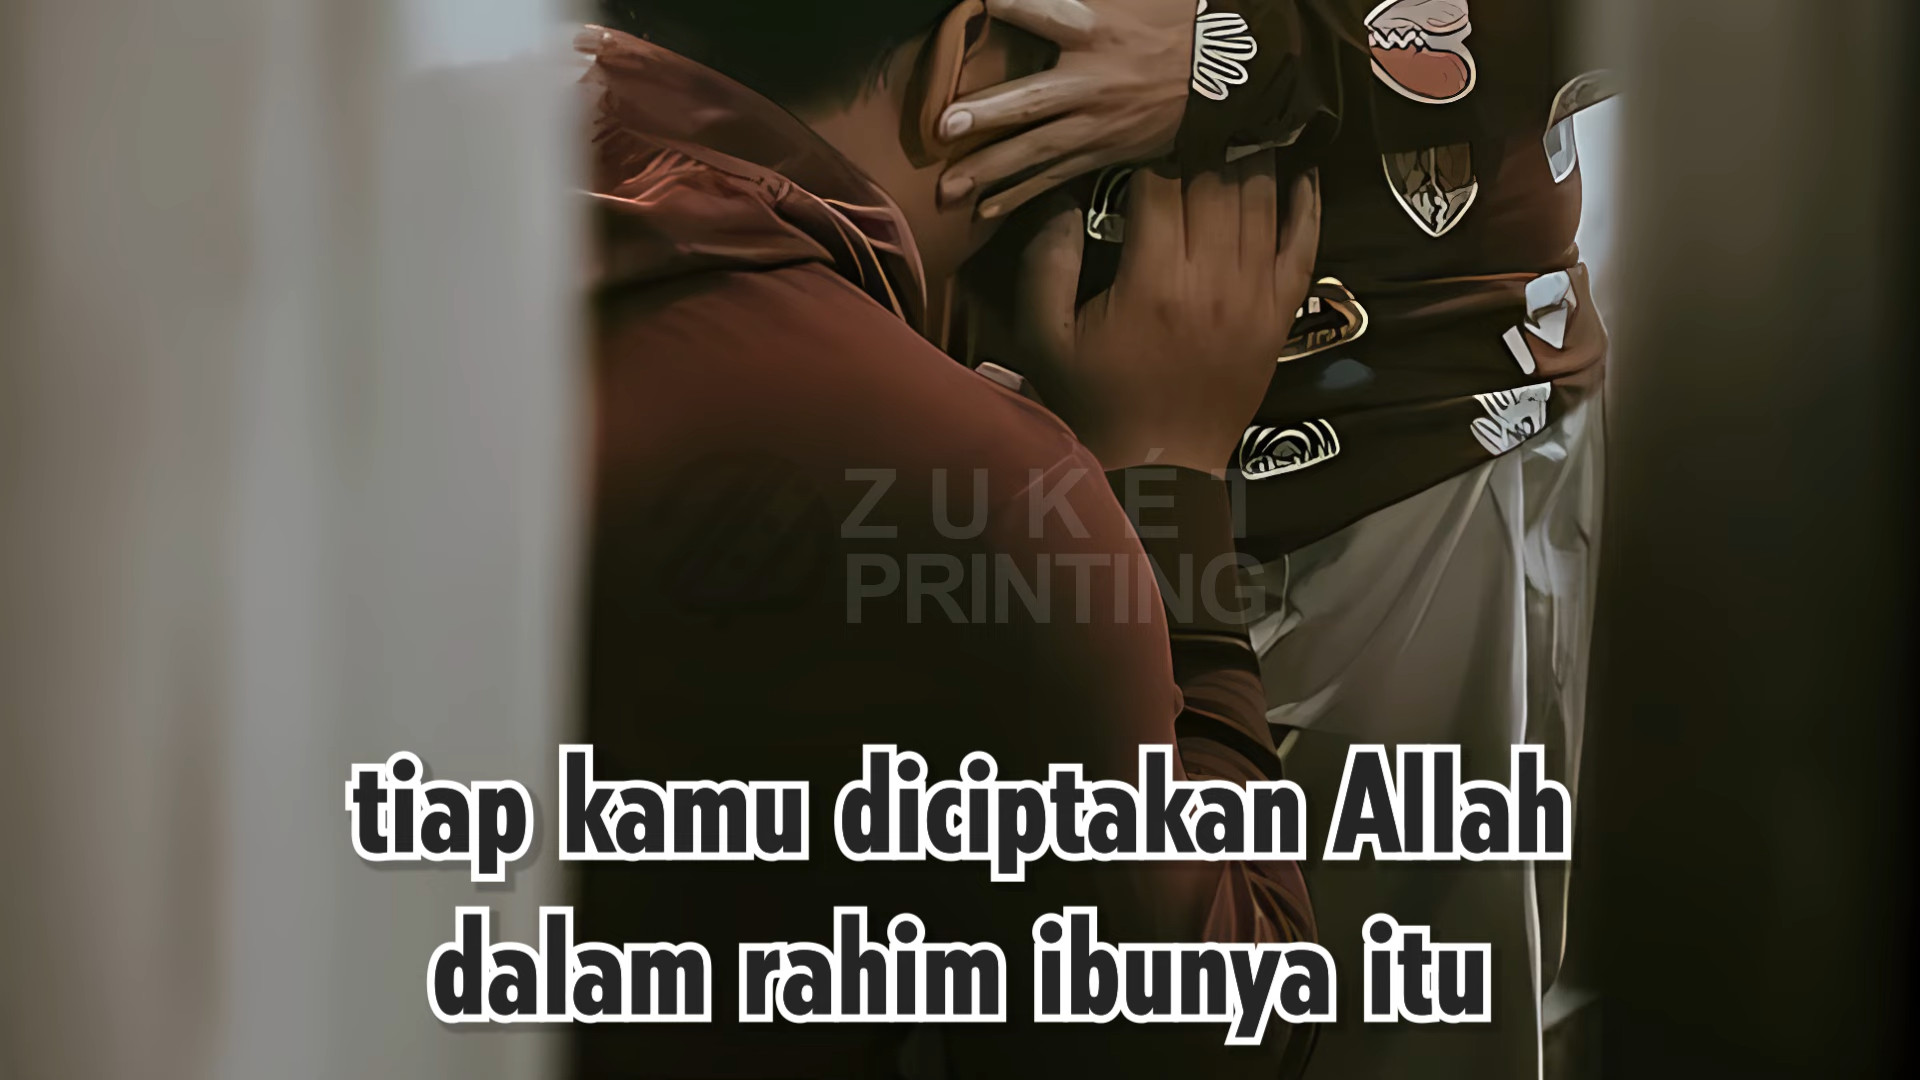 ZUKÉT
PRINTING
tiap kamu diciptakan Allah
dalam rahim ibunya itu